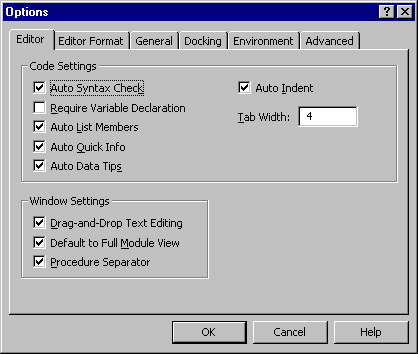 Options
Editor Editor Format General Docking Environment Advanced
Code Settings
Auto Syntax Check Auto Indent
Require Variable Declaration
Tab Width: 4
Auto List Members
Auto Quick Info
Auto Data Tips
Window Settings
Drag-and-Drop Text Editing
Default to Full Module View
Procedure Separator
OK Cancel Help